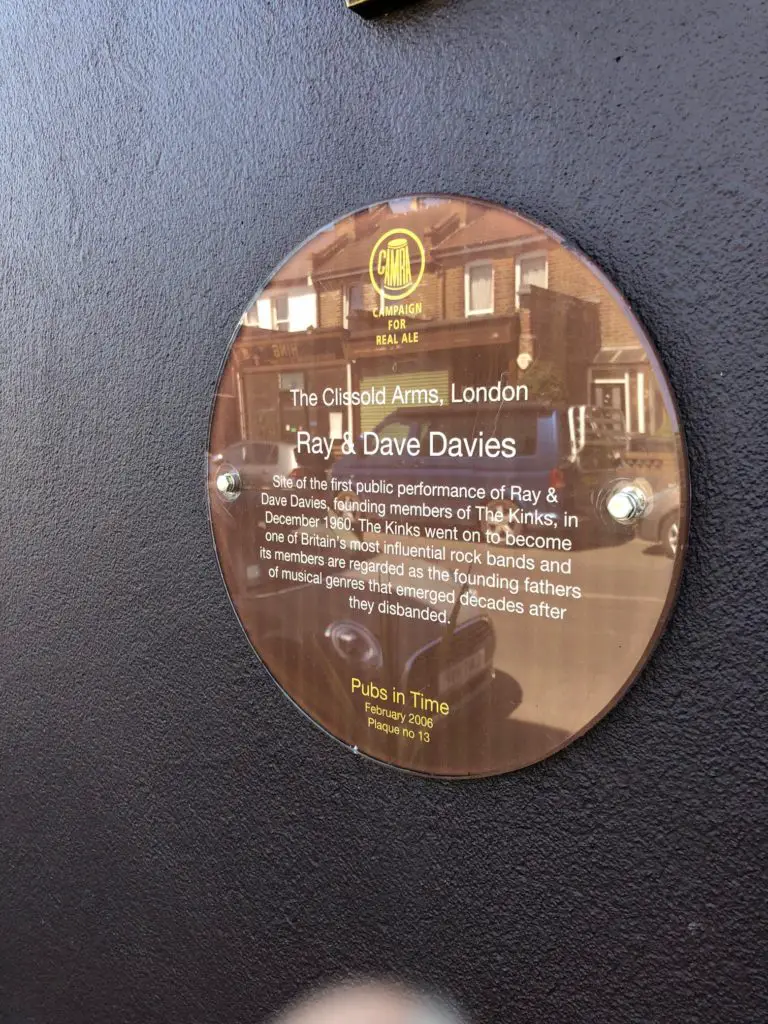 CAMRA
CAMPAIGN
FOR
REAL ALE
The Clissold Arms, London
Ray & Dave Davies
Site of the first public performance of Ray &
Dave Davies, founding members of The Kinks, in
December 1960. The Kinks went on to become
one of Britain's most influential rock bands and
its members are regarded as the founding fathers
of musical genres that emerged decades after
they disbanded.
Pubs in Time
February 2006
Plaque no 13